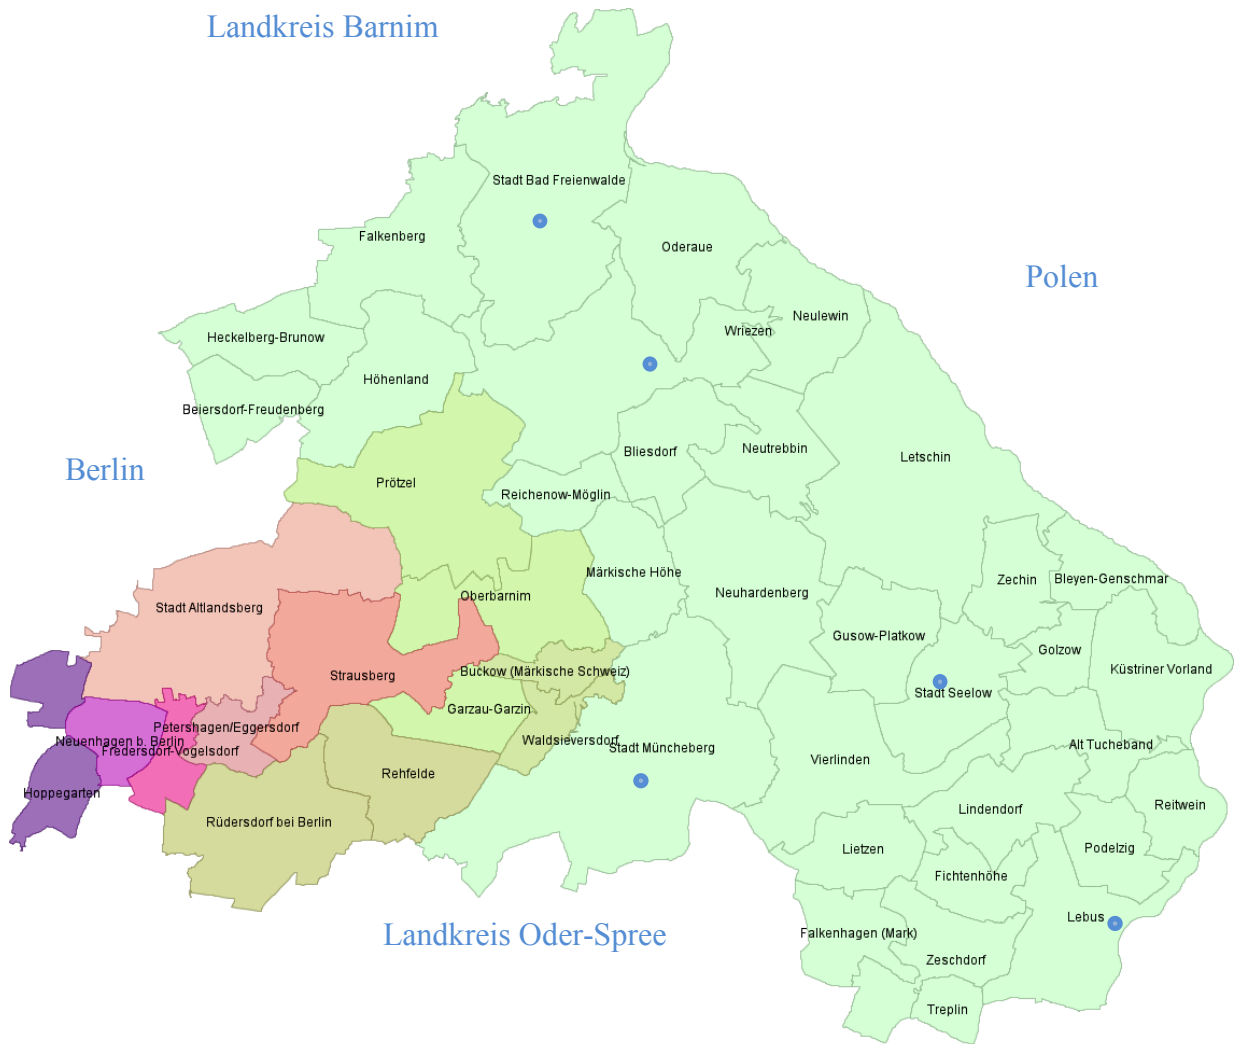 Landkreis Barnim
Stadt Bad Freienwalde
Falkenberg
Oderaue
Polen
Neulewin
Wriezen
Heckelberg-Brunow
Höhenland
Beiersdorf-Freudenberg
Neutrebbin
Bliesdorf
Letschin
Berlin
Prötzel
Reichenow-Möglin
Märkische Höhe
Zechin
Bleyen-Genschmar
Neuhardenberg
Oberbarnim
Stadt Altlandsberg
Gusow-Platkow
Golzow
Küstriner Vorland
Buckow (Märkische Schweiz)
Strausberg
Stadt Seelow
Garzau-Garzin
Petershagen/Eggersdorf
Neuenhagen b. Berlin
Waldsieversdorf
Fredersdorf-Vogelsdorf
Stadt Müncheberg
Alt Tucheband
Vierlinden
Rehfelde
Hoppegarten
Reitwein
Lindendorf
Rüdersdorf bei Berlin
Lietzen
Podelzig
Fichtenhöhe
Lebus
Landkreis Oder-Spree
Falkenhagen (Mark)
Zeschdorf
Treplin